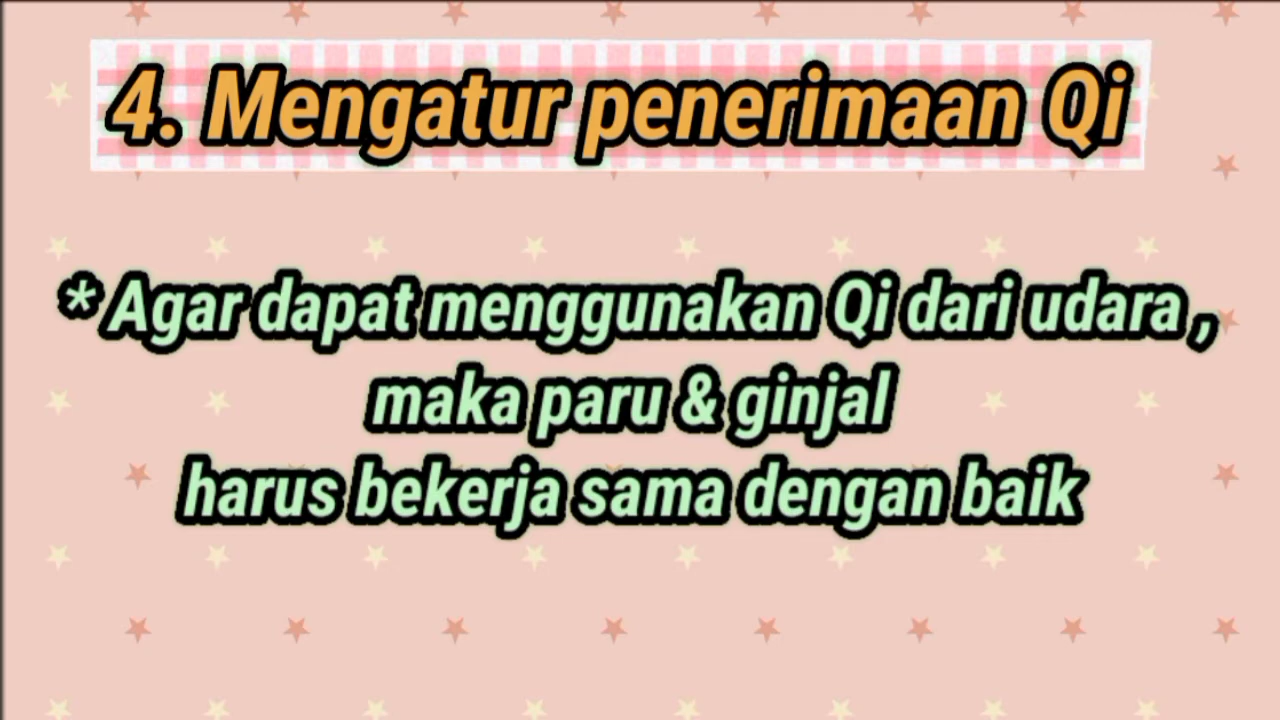 4. Mengatur penerimaan Qi
* Agar dapat menggunakan Qi dari udara ,
maka paru & ginjal
harus bekerja sama dengan baik